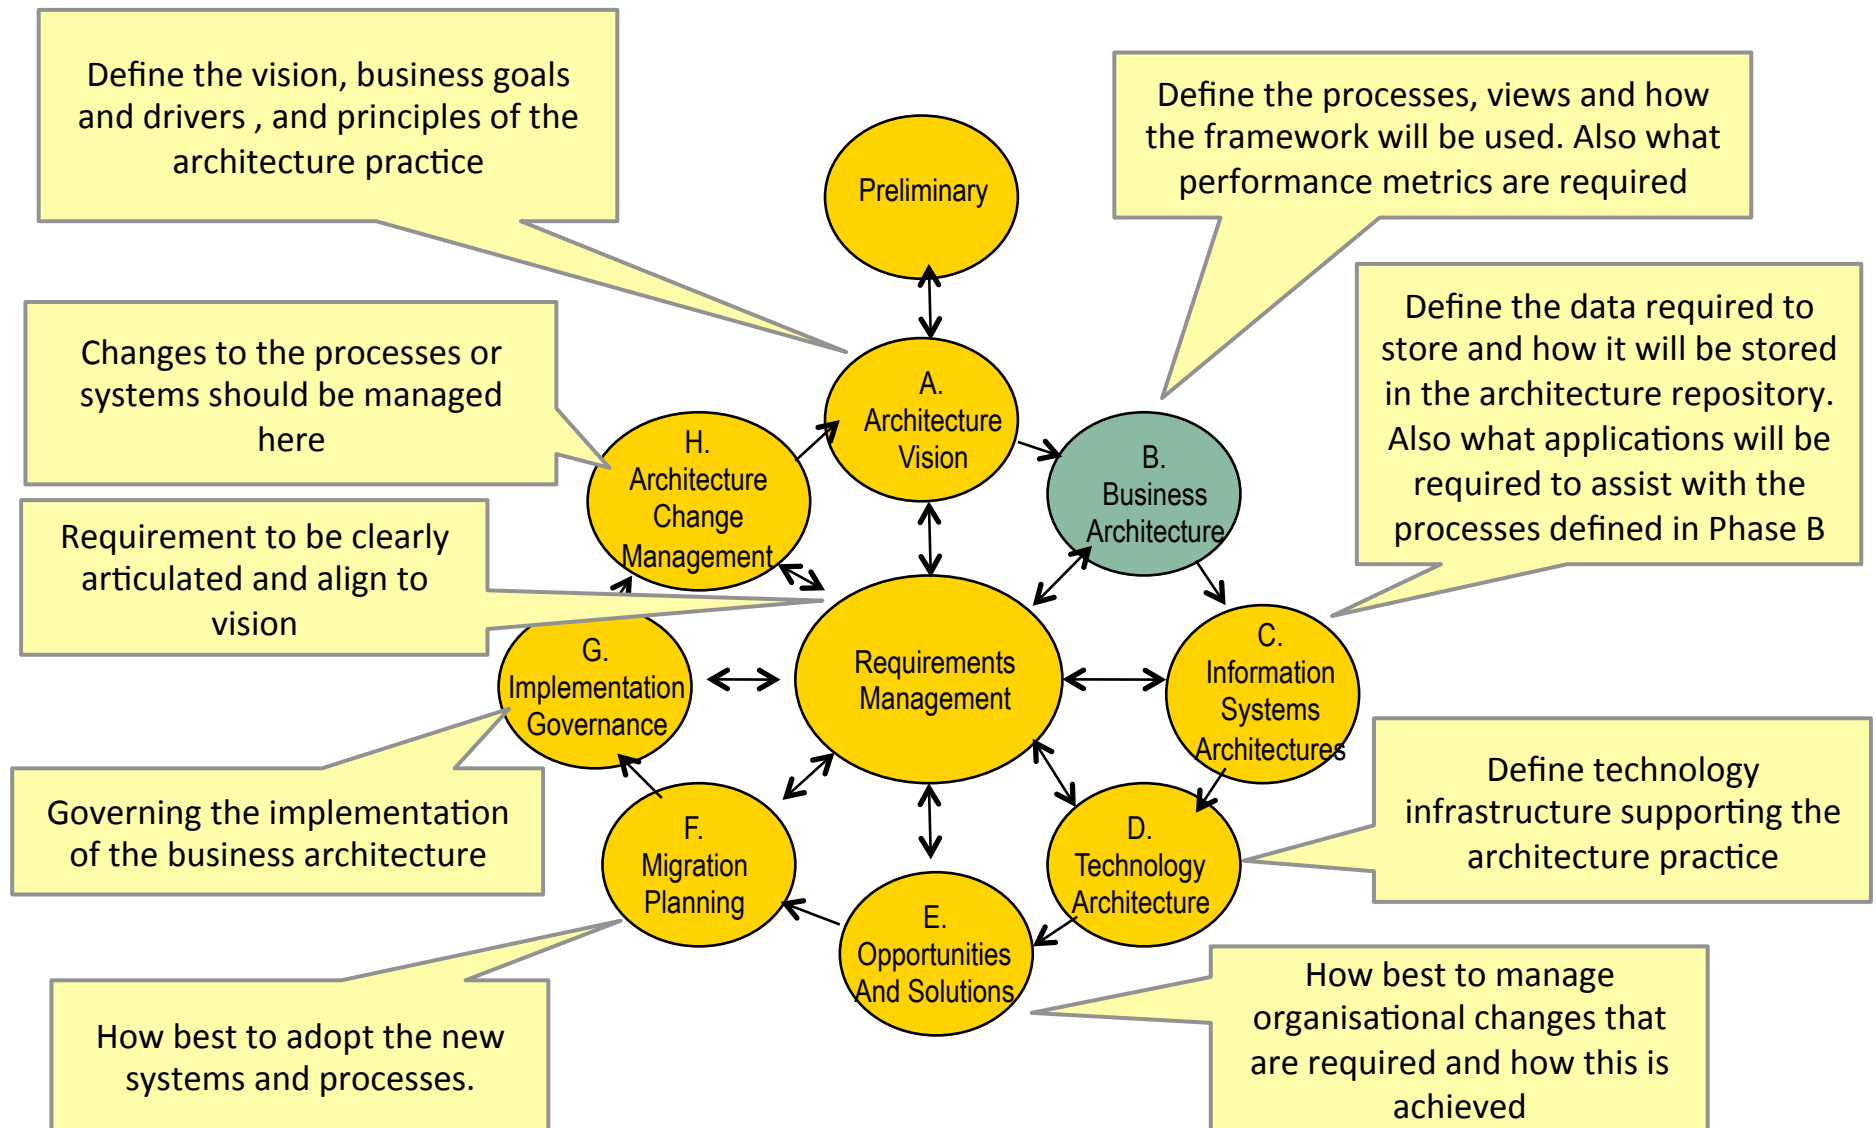 Define the vision, business goals
and drivers , and principles of the
architecture practice
Define the processes, views and how
the framework will be used. Also what
performance metrics are required
Preliminary
Changes to the processes or
systems should be managed
here
Define the data required to
store and how it will be stored
in the architecture repository.
Also what applications will be
required to assist with the
processes defined in Phase B
A.
Architecture
Vision
H.
Architecture
Change
Management
B.
Business
Architecture
Requirement to be clearly
articulated and align to
vision
G.
Implementation
Governance
Requirements
Management
C.
Information
Systems
Architectures
Governing the implementation
of the business architecture
Define technology
infrastructure supporting the
architecture practice
F.
Migration
Planning
D.
Technology
Architecture
E.
Opportunities
And Solutions
How best to adopt the new
systems and processes.
How best to manage
organisational changes that
are required and how this is
achieved